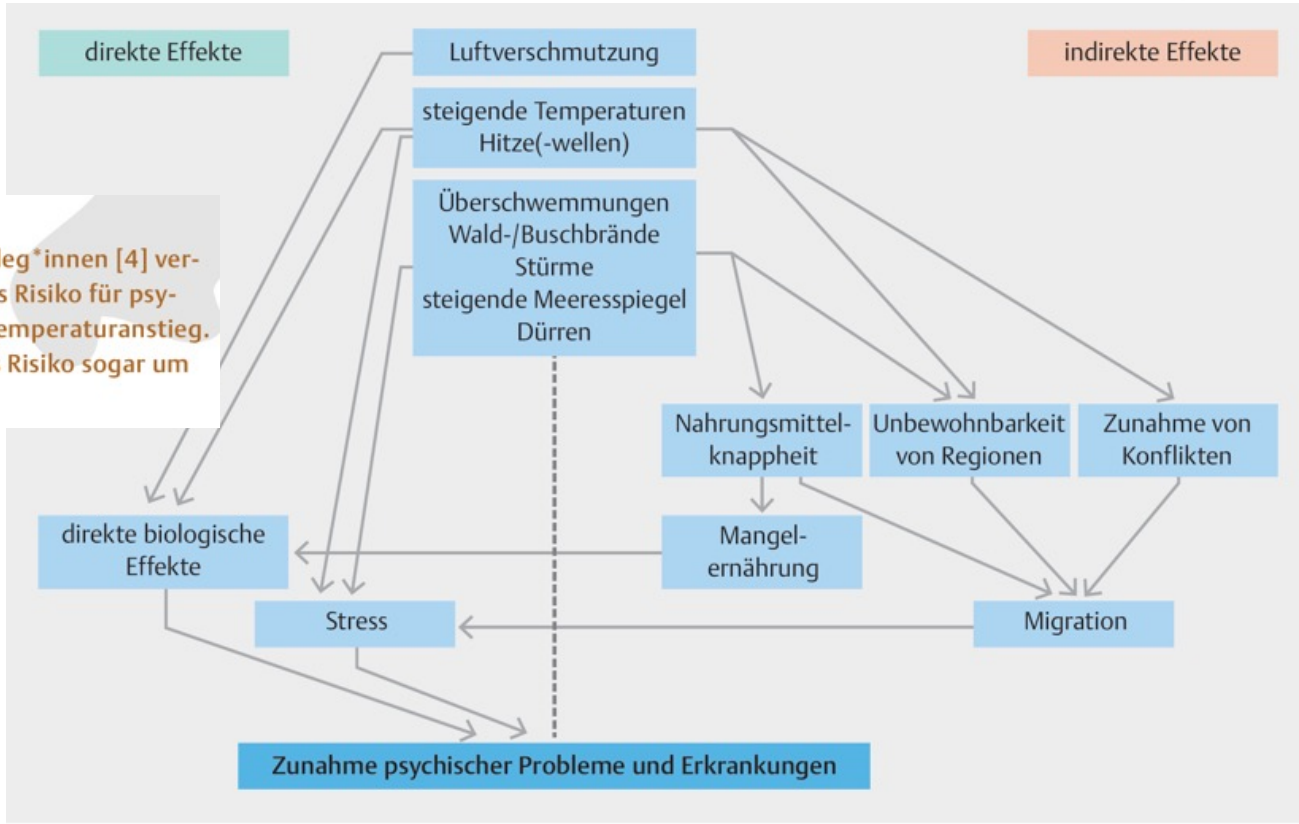 direkte Effekte
Luftverschmutzung
indirekte Effekte
steigende Temperaturen
Hitze(-wellen)
Überschwemmungen
Wald-/Buschbrände
Stürme
steigende Meeresspiegel
Dürren
leg*innen [4] ver-
s Risiko für psy-
emperaturanstieg.
s Risiko sogar um
Nahrungsmittel-
knappheit
Unbewohnbarkeit
von Regionen
Zunahme von
Konflikten
direkte biologische
Effekte
Mangel-
ernährung
Stress
Migration
Zunahme psychischer Probleme und Erkrankungen